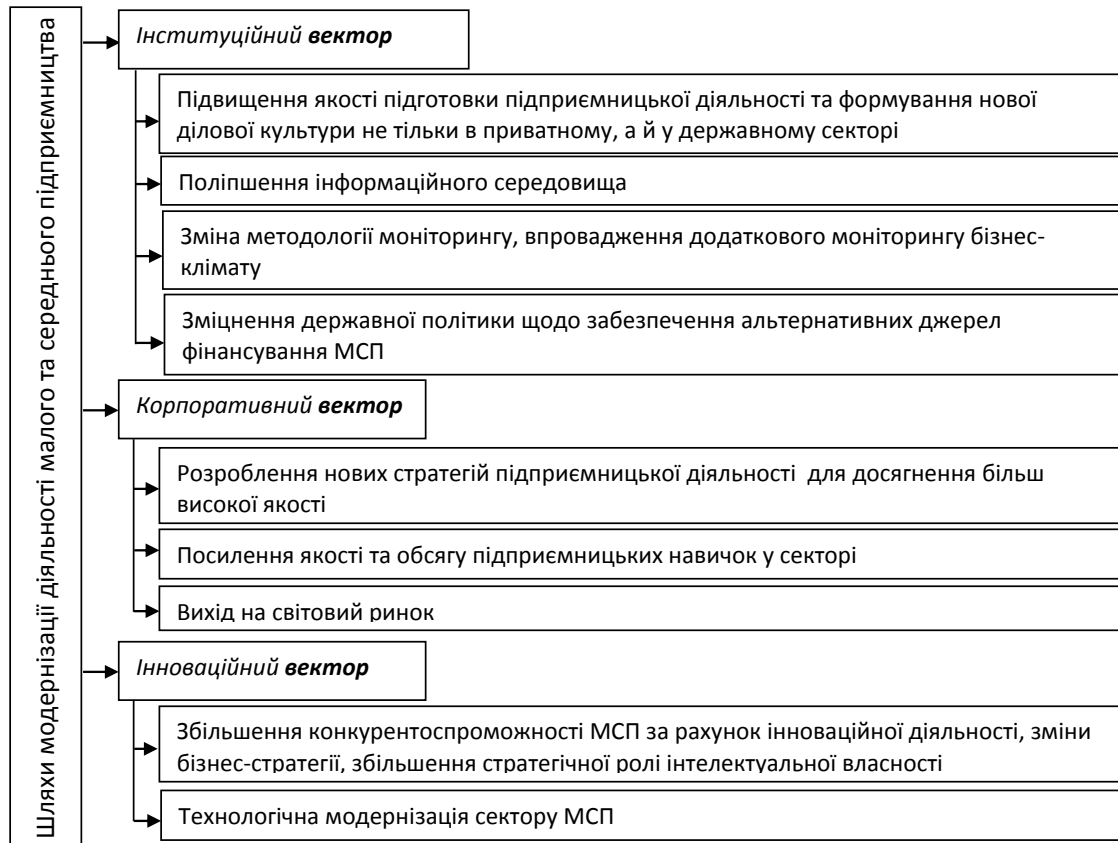 Шляхи модернізації діяльності малого та середнього підприємництва
Інституційний вектор
Підвищення якості підготовки підприємницької діяльності та формування нової
ділової культури не тільки в приватному, а й у державному секторі
Поліпшення інформаційного середовища
Зміна методології моніторингу, впровадження додаткового моніторингу бізнес-
клімату
Зміцнення державної політики щодо забезпечення альтернативних джерел
фінансування МСП
Корпоративний вектор
Розроблення нових стратегій підприємницької діяльності для досягнення більш
високої якості
Посилення якості та обсягу підприємницьких навичок у секторі
Вихід на світовий ринок
Інноваційний вектор
Збільшення конкурентоспроможності МСП за рахунок інноваційної діяльності, зміни
бізнес-стратегії, збільшення стратегічної ролі інтелектуальної власності
Технологічна модернізація сектору МСП